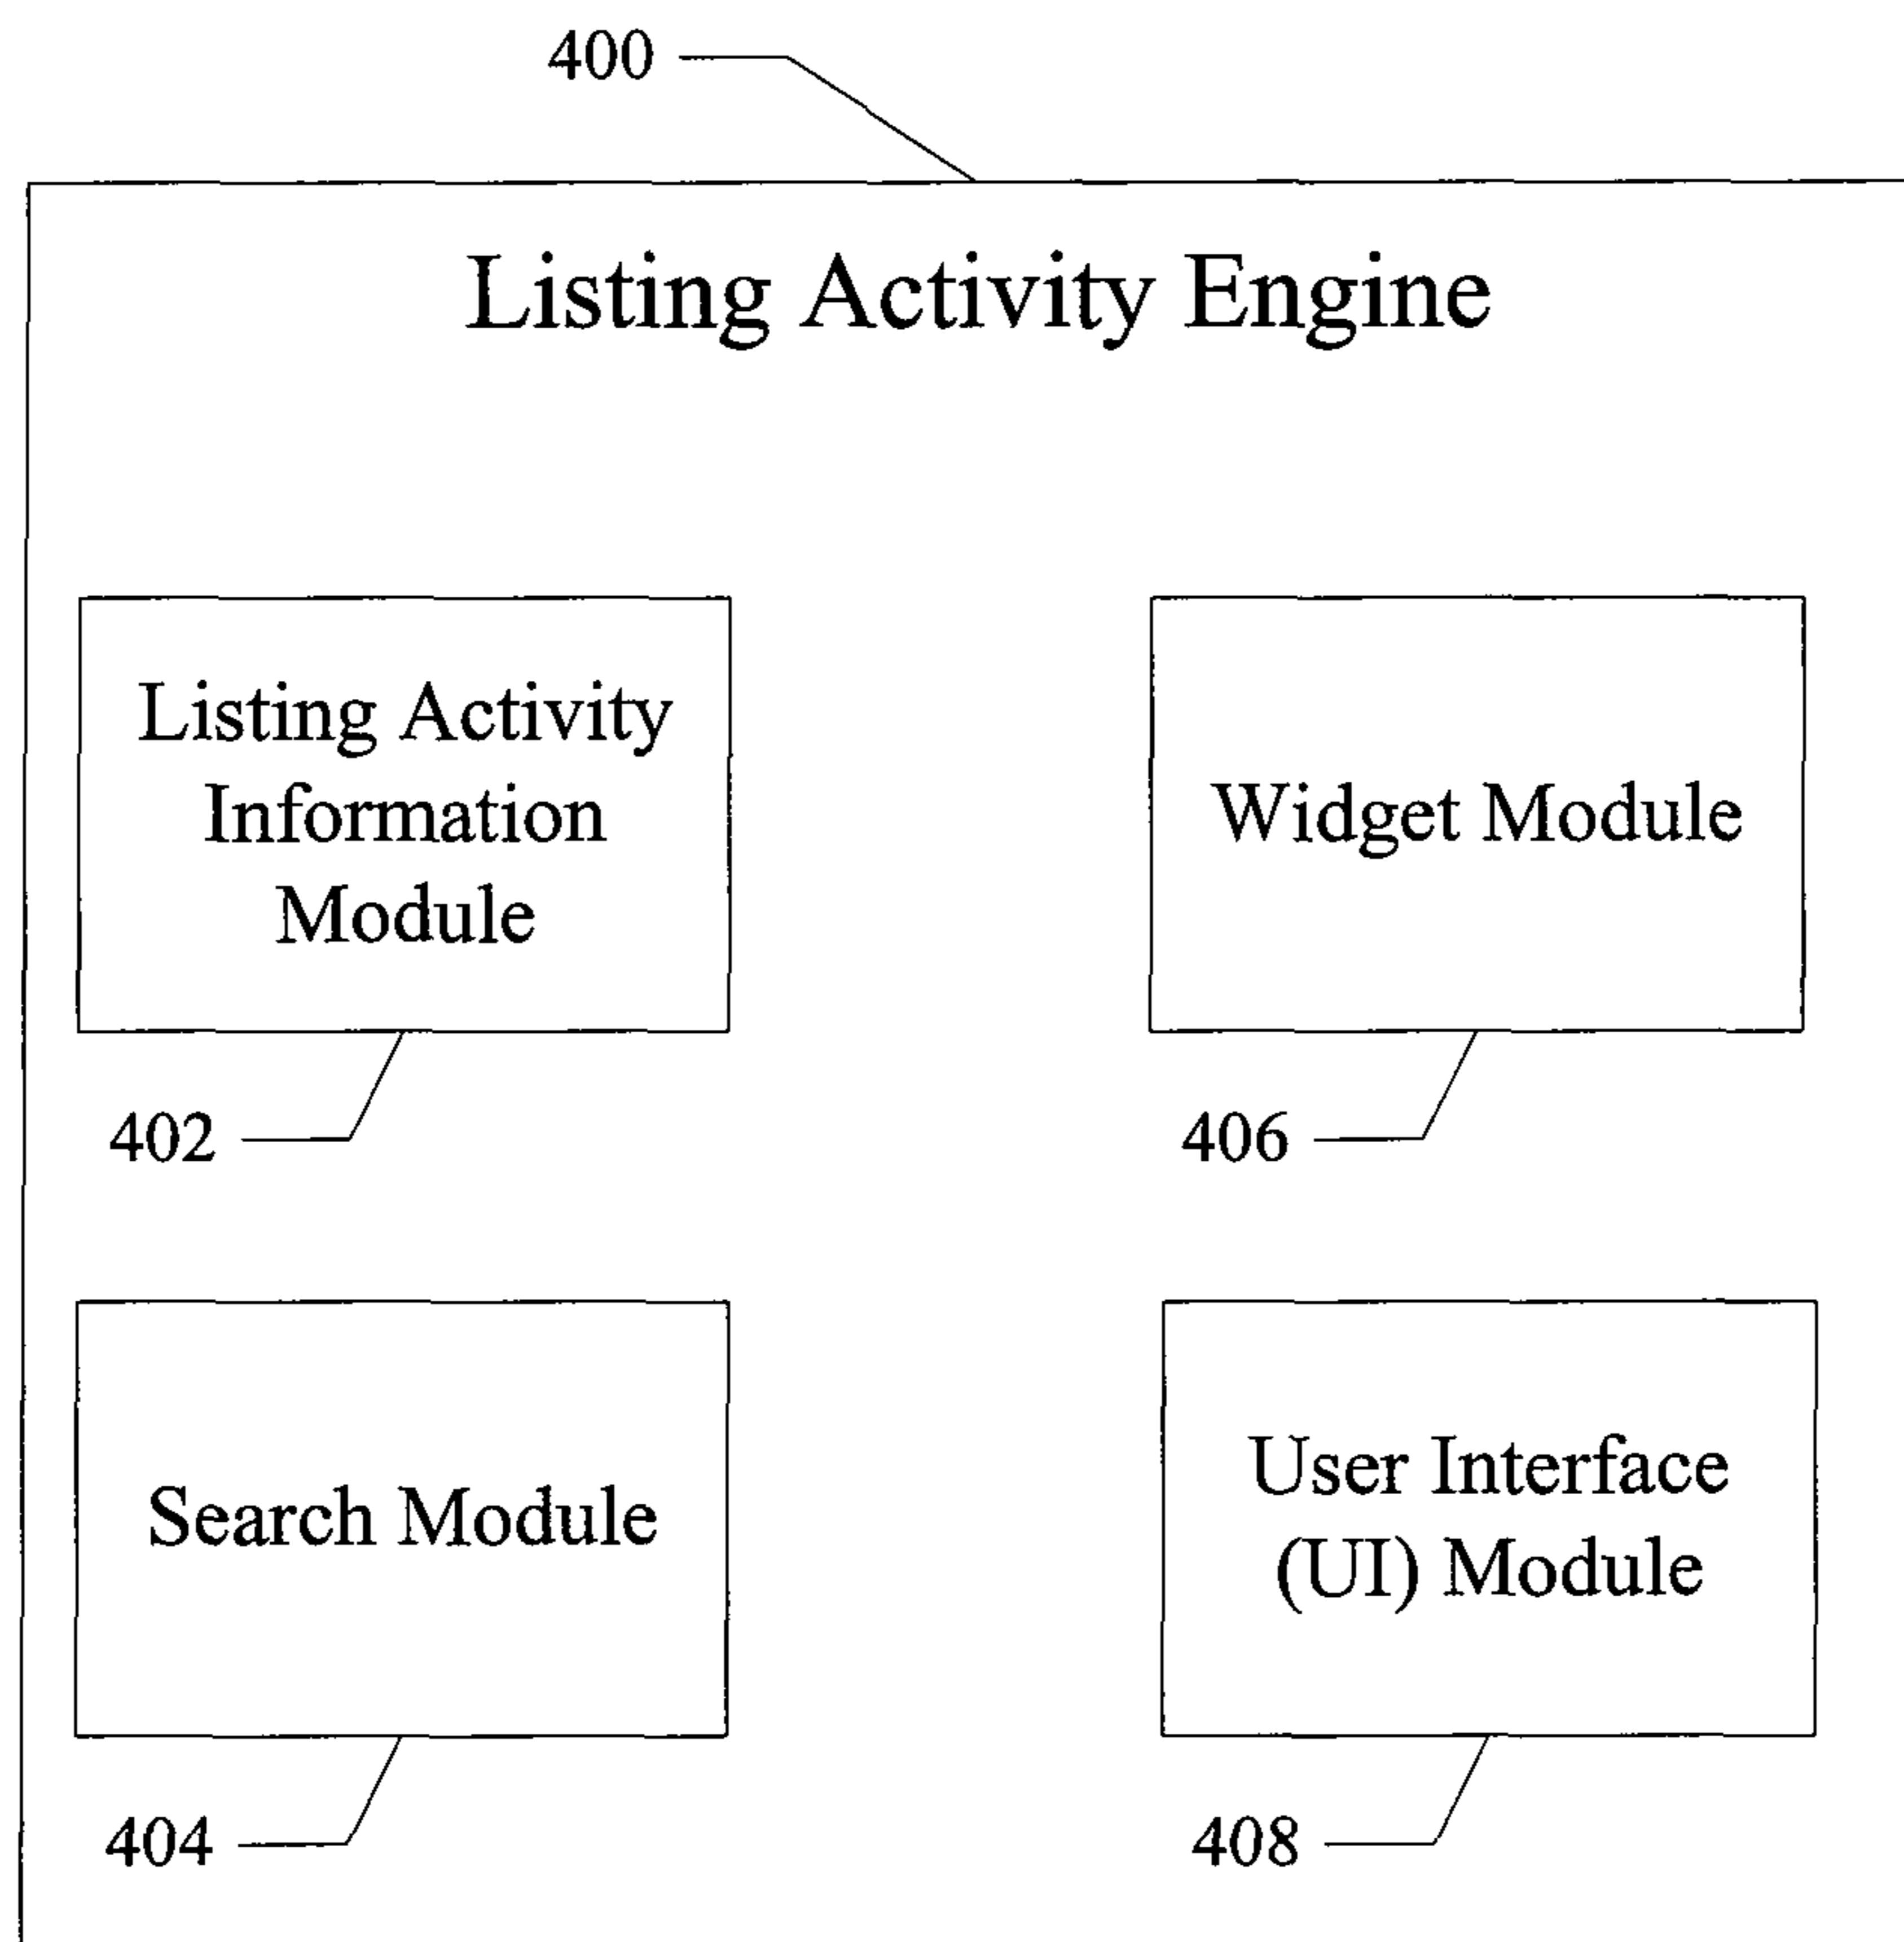 400
Listing Activity Engine
Listing Activity
Information
Module
402
Widget Module
406
Search Module
404
User Interface
(UI) Module
408